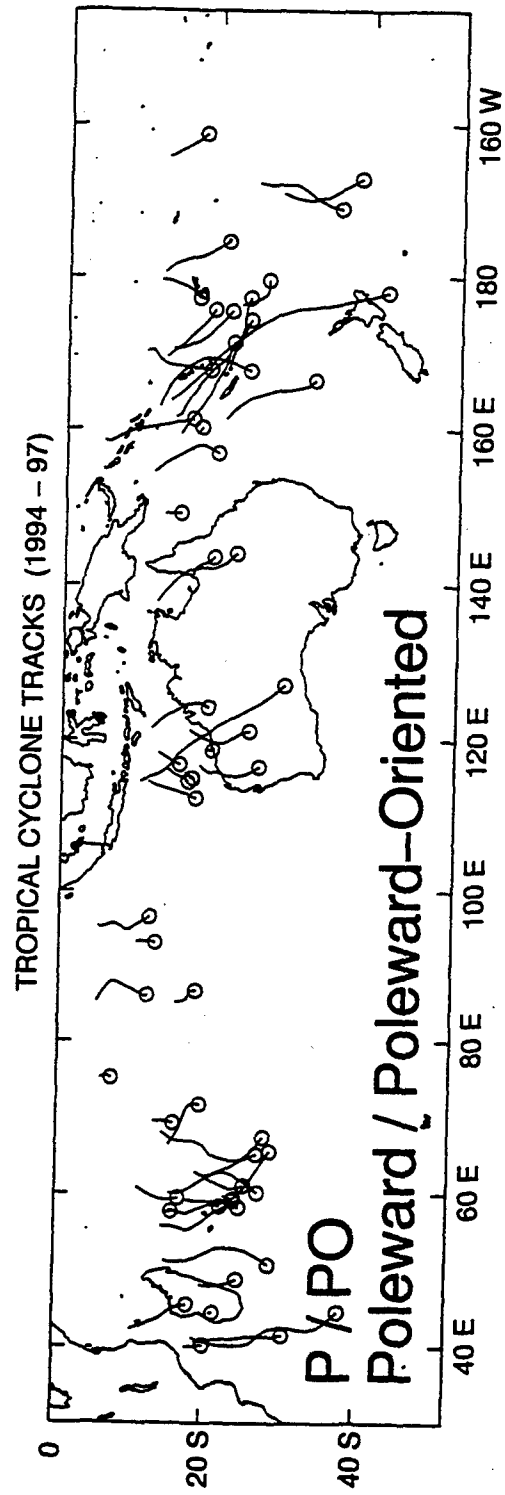 TROPICAL CYCLONE TRACKS (1994 – 97)
0
20 S
40 S
P / PO
Poleward / Poleward–Oriented
40 E
60 E
80 E
100 E
120 E
140 E
160 E
180
160 W